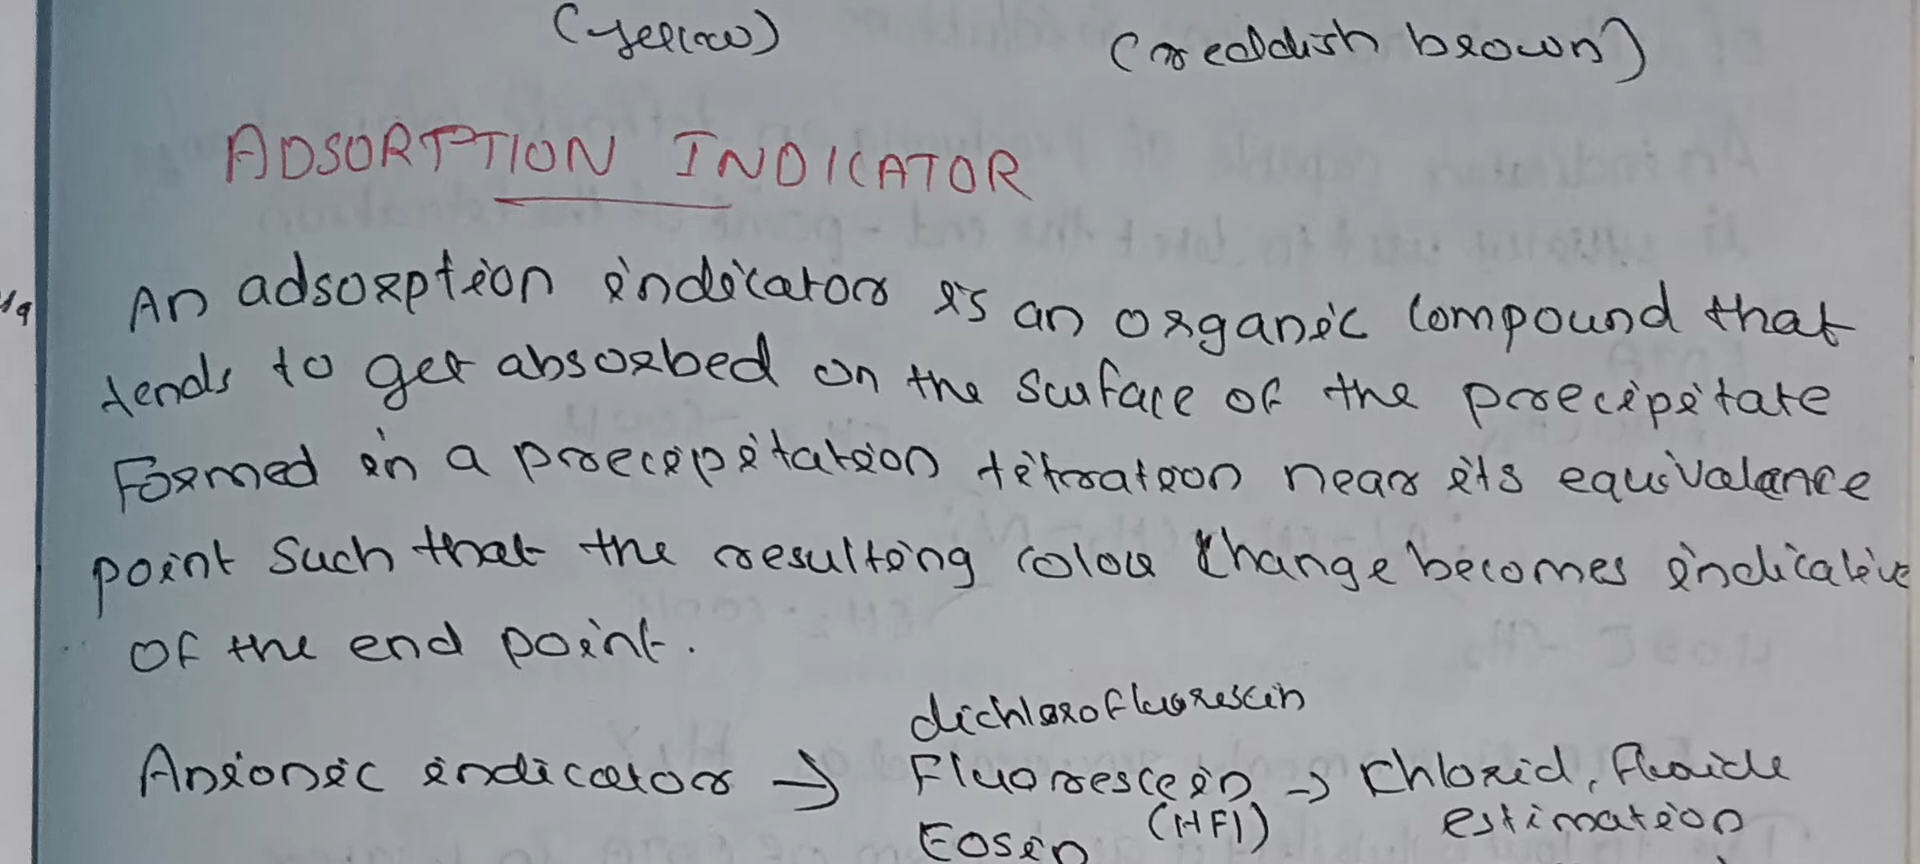 (yellow) (reddish brown)
ADSORPTION INDICATOR
An adsorption indicator is an organic compound that
tends to get absorbed on the surface of the precipitate
Formed in a precipitation titration near its equivalance
point such that the resulting colou change becomes indicative
of the end point.
dichlorofluorescein
Anionic indicator → Fluorescein → chlorid, fluoride
(HFl) estimation
Eosin